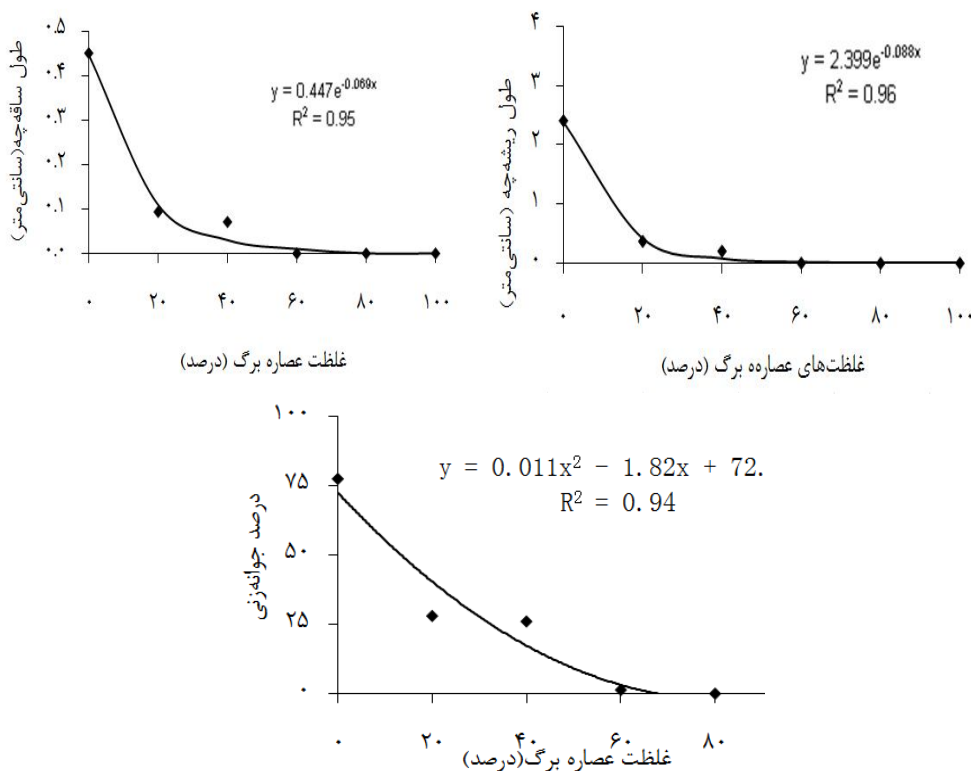 طول ساقه‌چه(سانتی‌متر)
۰.۵
۰.۴
۰.۳
۰.۲
۰.۱
۰.۰
y = 0.447e^-0.069x
R² = 0.95
۰ ۲۰ ۴۰ ۶۰ ۸۰ ۱۰۰
غلظت عصاره برگ (درصد)
طول ریشه‌چه (سانتی‌متر)
۴
۳
۲
۱
۰
y = 2.399e^-0.088x
R² = 0.96
۰ ۲۰ ۴۰ ۶۰ ۸۰ ۱۰۰
غلظت‌های عصارهه برگ (درصد)
درصد جوانه‌زنی
۱۰۰
۷۵
۵۰
۲۵
۰
y = 0.011x² − 1.82x + 72.
R² = 0.94
۰ ۲۰ ۴۰ ۶۰ ۸۰
غلظت عصاره برگ(درصد)